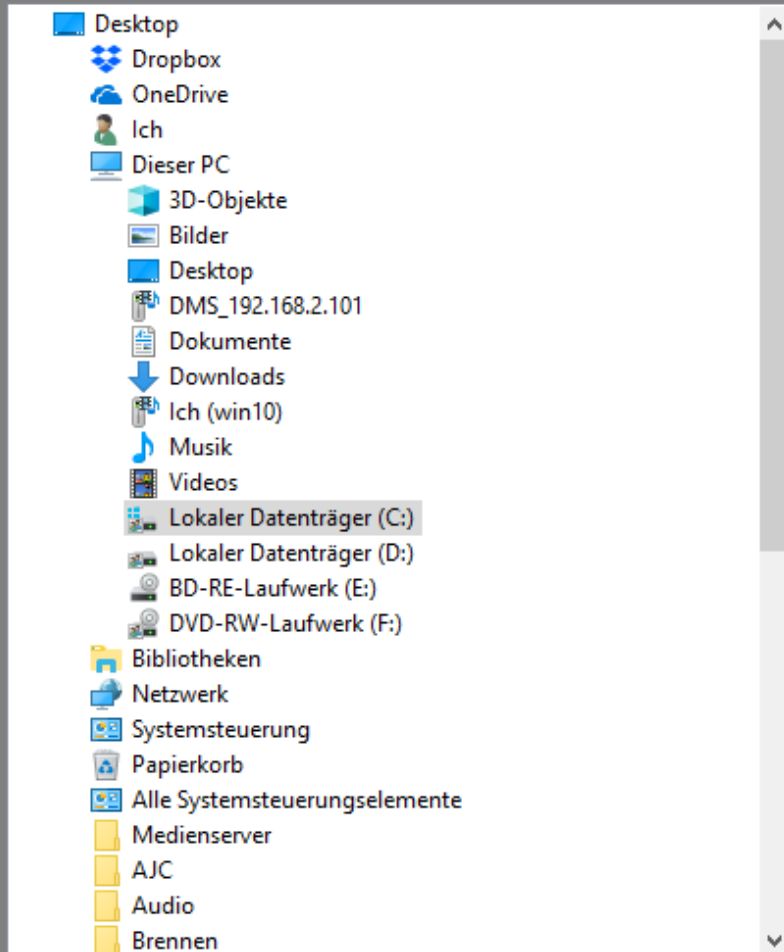 Desktop
Dropbox
OneDrive
Ich
Dieser PC
3D-Objekte
Bilder
Desktop
DMS_192.168.2.101
Dokumente
Downloads
Ich (win10)
Musik
Videos
Lokaler Datenträger (C:)
Lokaler Datenträger (D:)
BD-RE-Laufwerk (E:)
DVD-RW-Laufwerk (F:)
Bibliotheken
Netzwerk
Systemsteuerung
Papierkorb
Alle Systemsteuerungselemente
Medienserver
AJC
Audio
Brennen